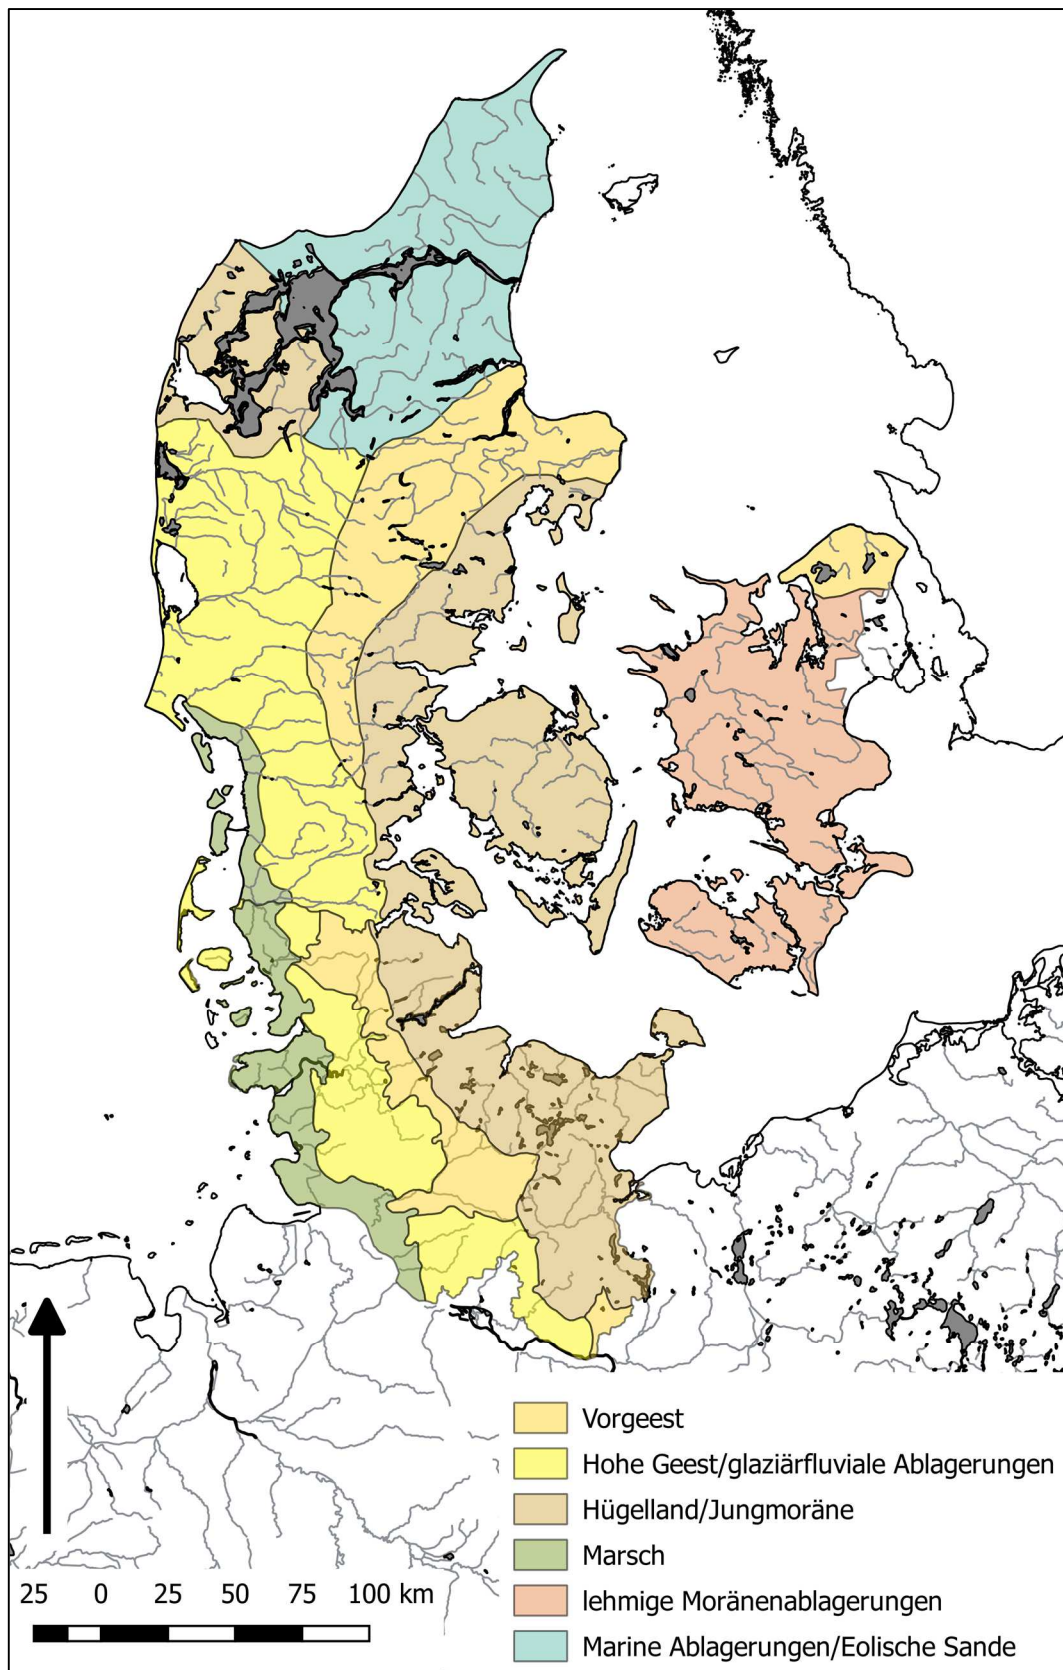 Vorgeest
Hohe Geest/glaziärfluviale Ablagerungen
Hügelland/Jungmoräne
Marsch
lehmige Moränenablagerungen
Marine Ablagerungen/Eolische Sande
25 0 25 50 75 100 km